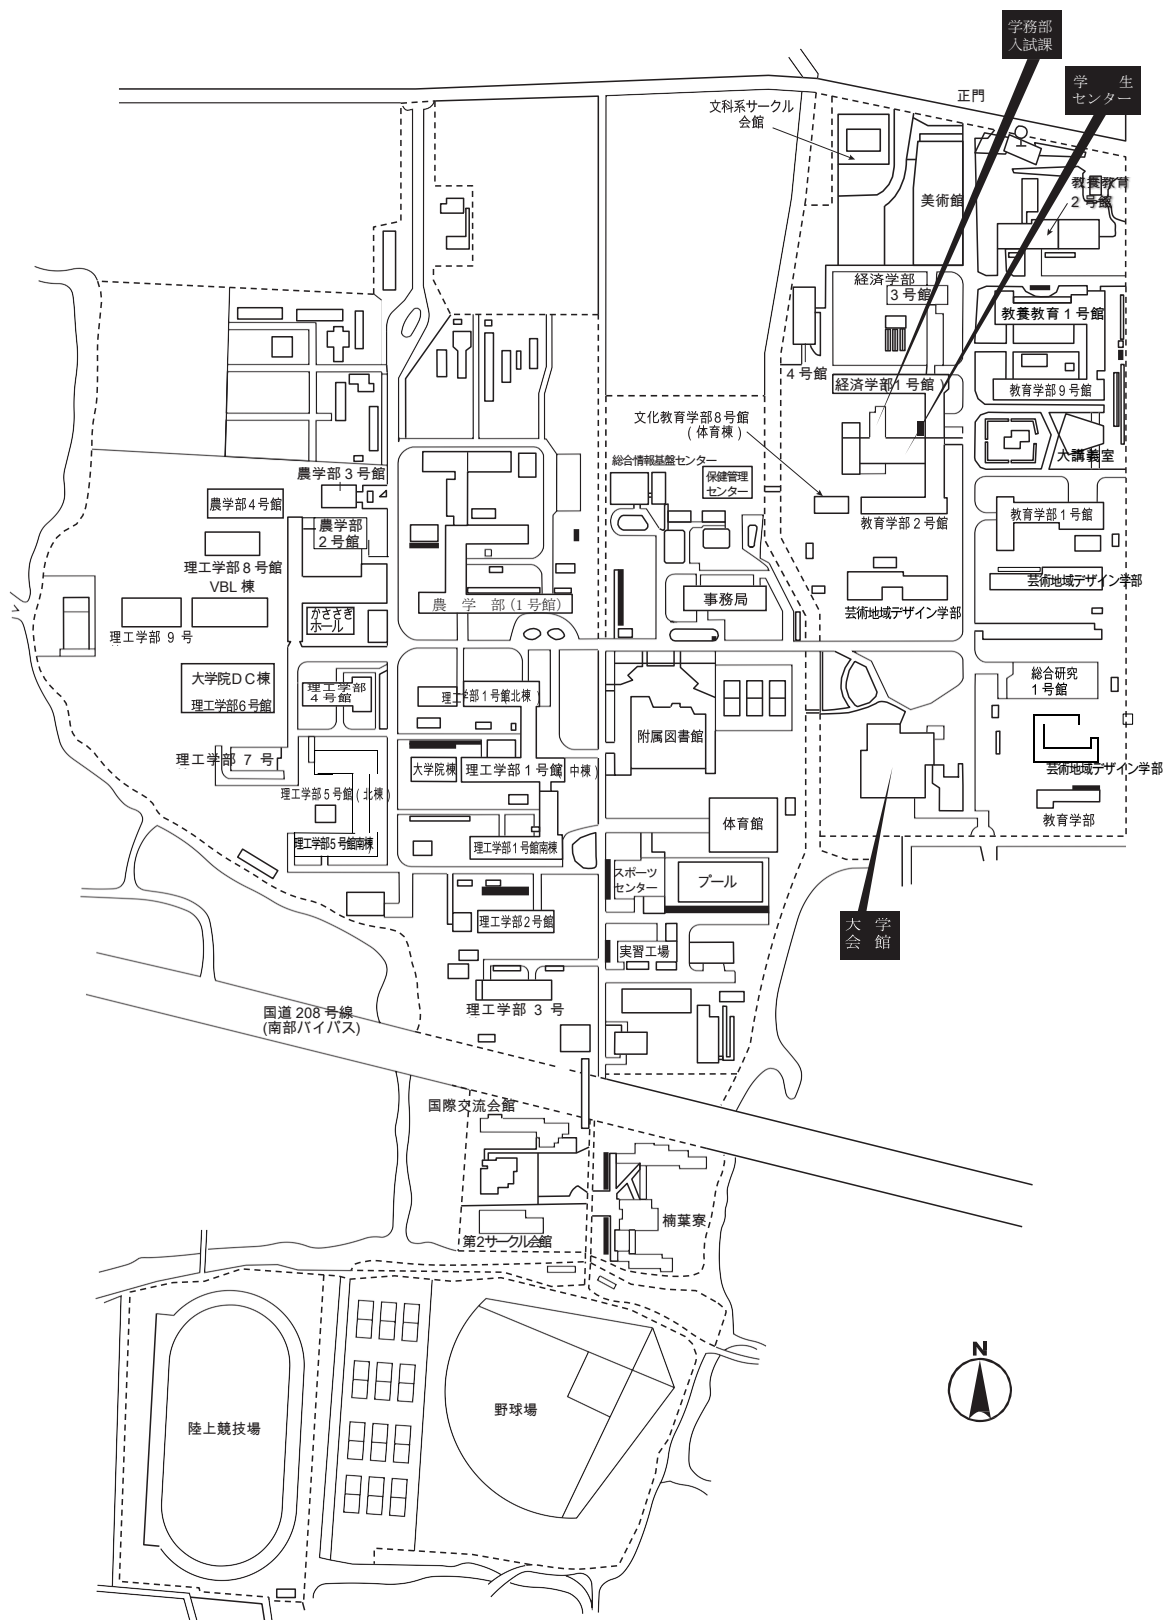 学務部
入試課
学　生
センター
正門
文科系サークル
会館
美術館
教養教育
2 号館
経済学部
3 号館
教養教育 1 号館
4 号館
経済学部1 号館
教育学部 9 号館
文化教育学部8号館
( 体育棟 )
総合情報基盤センター
保健管理
センター
大講義室
農学部 3 号館
農学部 4 号館
農学部
2 号館
教育学部 2 号館
教育学部 1 号館
理工学部 8 号館
VBL 棟
芸術地域デザイン学部
農　学　部 (1 号館)
事務局
芸術地域デザイン学部
かささぎ
ホール
理工学部 9 号
大学院DC棟
理工学部6号館
理工学部
4 号館
理工学部 1 号館北棟
総合研究
1 号館
附属図書館
理工学部 7 号
大学院棟
理工学部 1 号館 中棟 )
芸術地域デザイン学部
理工学部 5 号館 ( 北棟 )
体育館
教育学部
理工学部5 号館南棟
理工学部 1 号館南棟
スポーツ
センター
プール
大　学
会　館
理工学部 2 号館
実習工場
理工学部 3 号
国道 208 号線
(南部バイパス)
国際交流会館
楠葉寮
第2サークル会館
N
野球場
陸上競技場